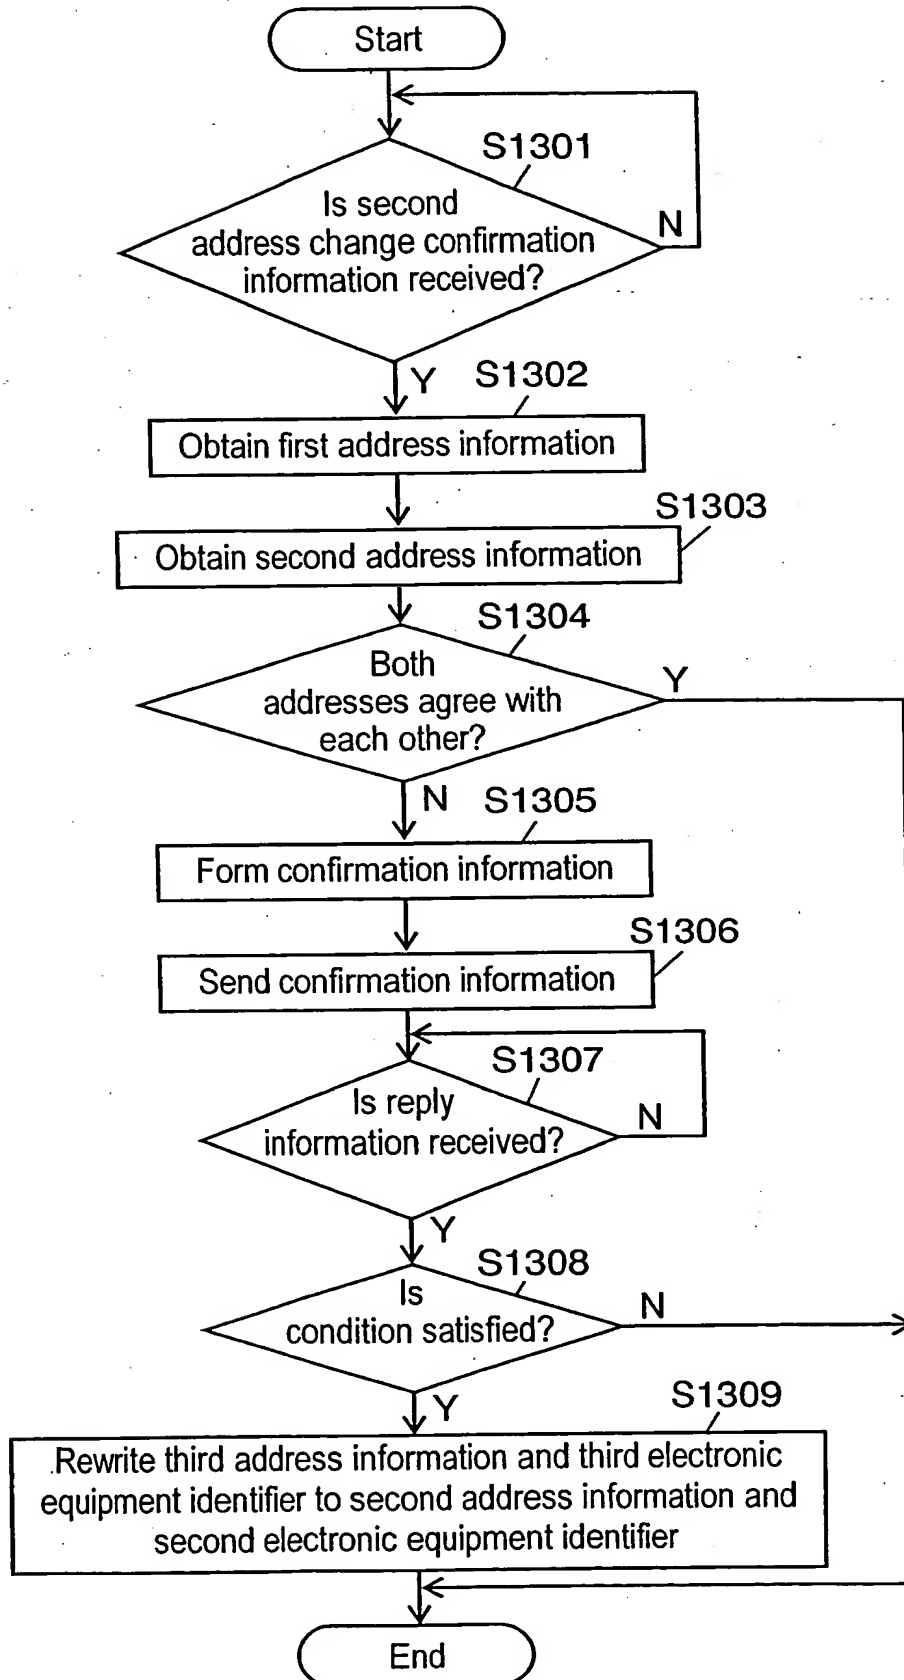 Start
S1301
Is second
address change confirmation
information received?
N
Y
S1302
Obtain first address information
S1303
Obtain second address information
S1304
Both
addresses agree with
each other?
Y
N
S1305
Form confirmation information
S1306
Send confirmation information
S1307
Is reply
information received?
N
Y
S1308
Is
condition satisfied?
N
Y
S1309
Rewrite third address information and third electronic
equipment identifier to second address information and
second electronic equipment identifier
End